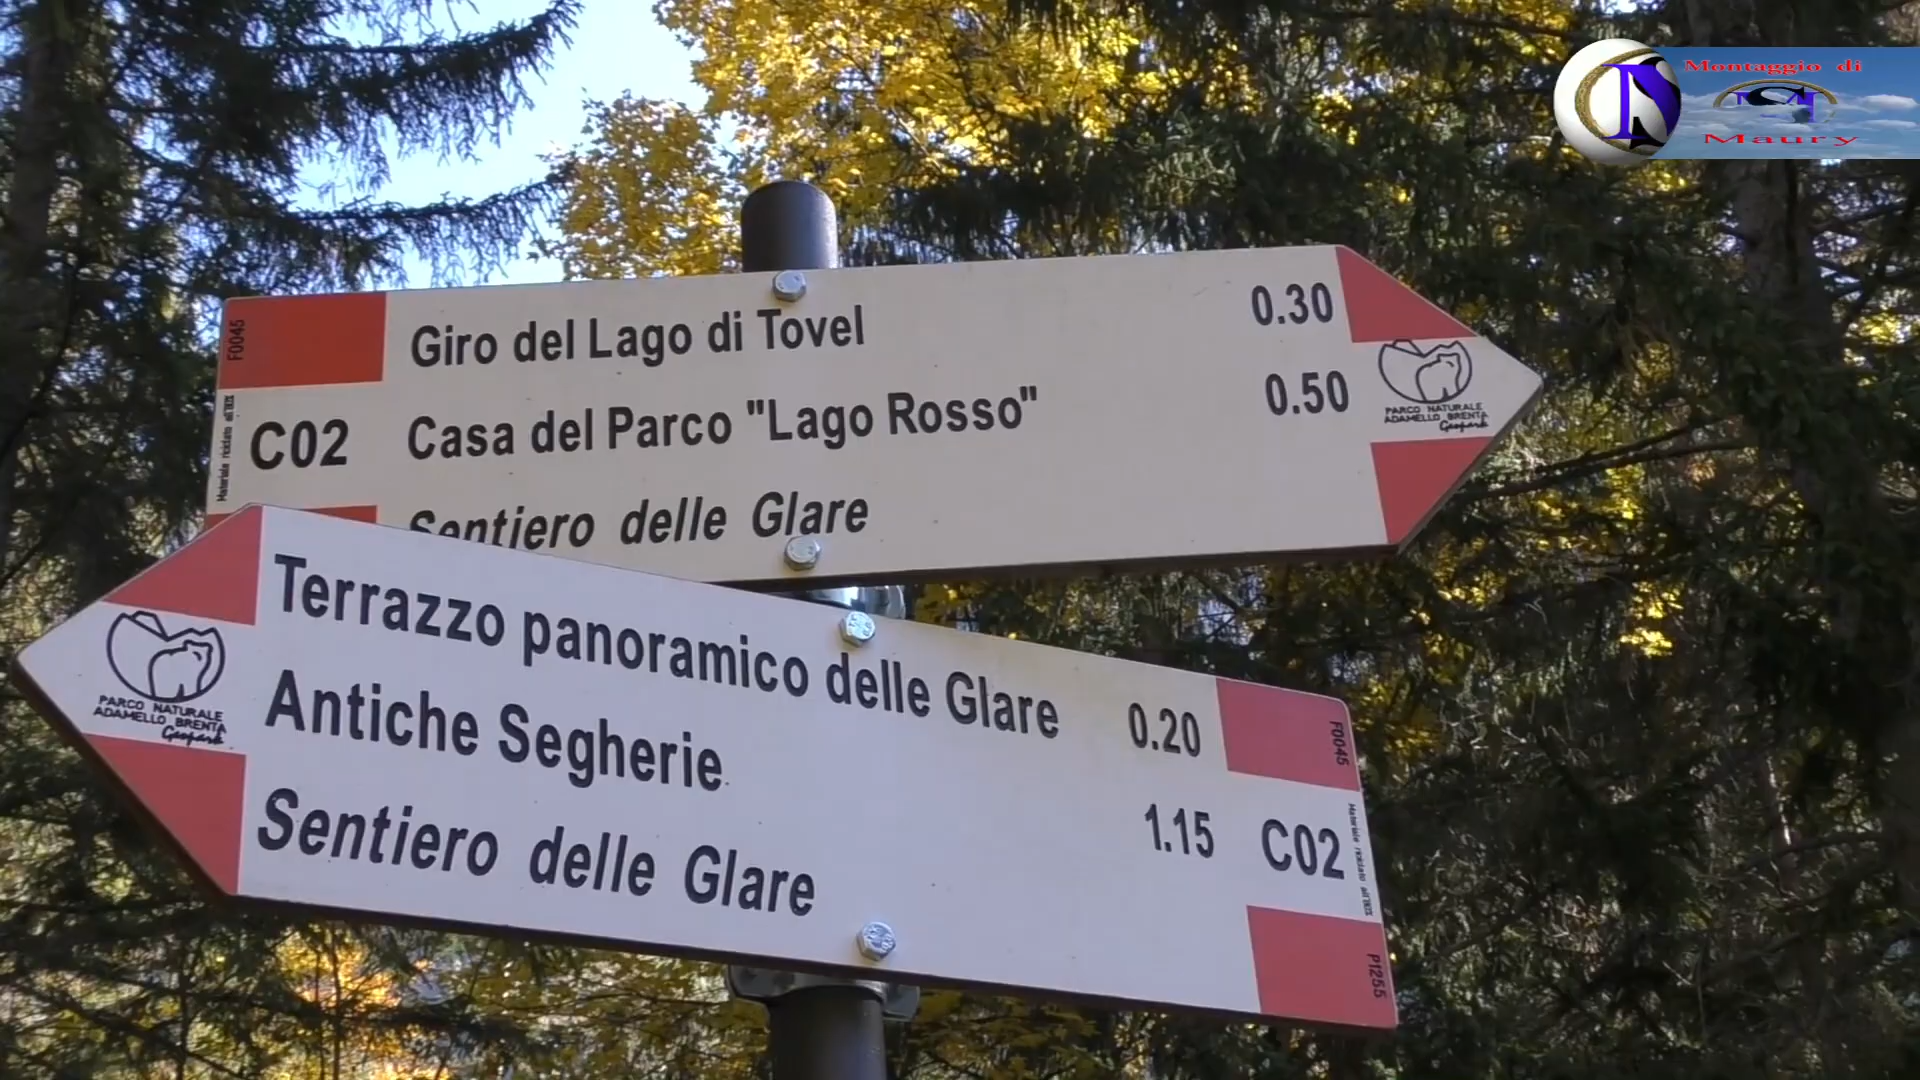 Montaggio di
Maury
F0045
Giro del Lago di Tovel 0.30
C02 Casa del Parco "Lago Rosso" 0.50
Sentiero delle Glare
PARCO NATURALE
ADAMELLO BRENTA
Geopark
Terrazzo panoramico delle Glare 0.20
Antiche Segherie 1.15 C02
Sentiero delle Glare
PARCO NATURALE
ADAMELLO BRENTA
Geopark
F0045
P1255